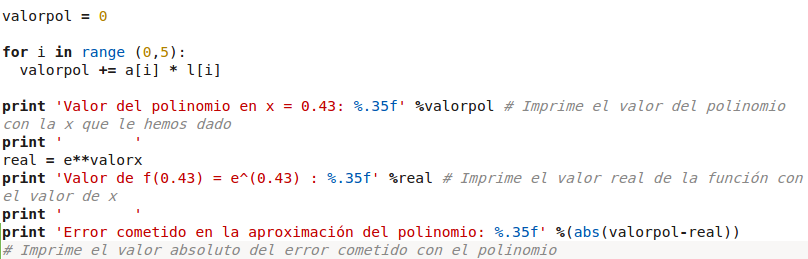 valorpol = 0
for i in range (0,5):
valorpol += a[i] * l[i]
print 'Valor del polinomio en x = 0.43: %.35f' %valorpol # Imprime el valor del polinomio
con la x que le hemos dado
print '        '
real = e**valorx
print 'Valor de f(0.43) = e^(0.43) : %.35f' %real # Imprime el valor real de la función con
el valor de x
print '        '
print 'Error cometido en la aproximación del polinomio: %.35f' %(abs(valorpol-real))
# Imprime el valor absoluto del error cometido con el polinomio